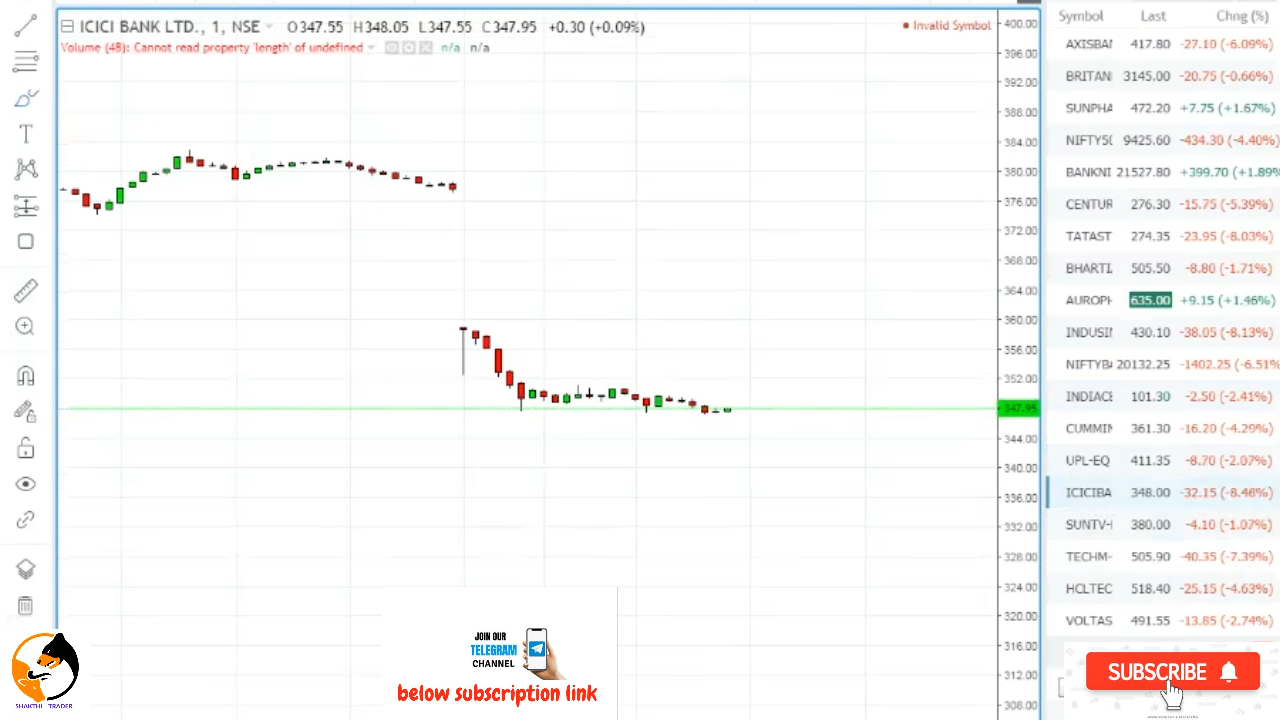 ICICI BANK LTD., 1, NSE O347.55 H348.05 L347.55 C347.95 +0.30 (+0.09%)
Invalid Symbol
Volume (48): Cannot read property 'length' of undefined n/a n/a
400.00
396.00
392.00
388.00
384.00
380.00
376.00
372.00
368.00
364.00
360.00
356.00
352.00
347.95
344.00
340.00
336.00
332.00
328.00
324.00
320.00
316.00
312.00
308.00
Symbol Last Chng (%)
AXISBA 417.80 -27.10 (-6.09%)
BRITAN 3145.00 -20.75 (-0.66%)
SUNPHA 472.20 +7.75 (+1.67%)
NIFTY50 9425.60 -434.30 (-4.40%)
BANKNI 21527.80 +399.70 (+1.89%
CENTUR 276.30 -15.75 (-5.39%)
TATAST 274.35 -23.95 (-8.03%)
BHARTI 505.50 -8.80 (-1.71%)
AUROPH 635.00 +9.15 (+1.46%)
INDUSI 430.10 -38.05 (-8.13%)
NIFTYBA 20132.25 -1402.25 (-6.51%
INDIACE 101.30 -2.50 (-2.41%)
CUMMIN 361.30 -16.20 (-4.29%)
UPL-EQ 411.35 -8.70 (-2.07%)
ICICIBA 348.00 -32.15 (-8.46%)
SUNTV- 380.00 -4.10 (-1.07%)
TECHM- 505.90 -40.35 (-7.39%)
HCLTEC 518.40 -25.15 (-4.63%)
VOLTAS 491.55 -13.85 (-2.74%)
SHAKTHI TRADER
JOIN OUR
TELEGRAM
CHANNEL
below subscription link
SUBSCRIBE